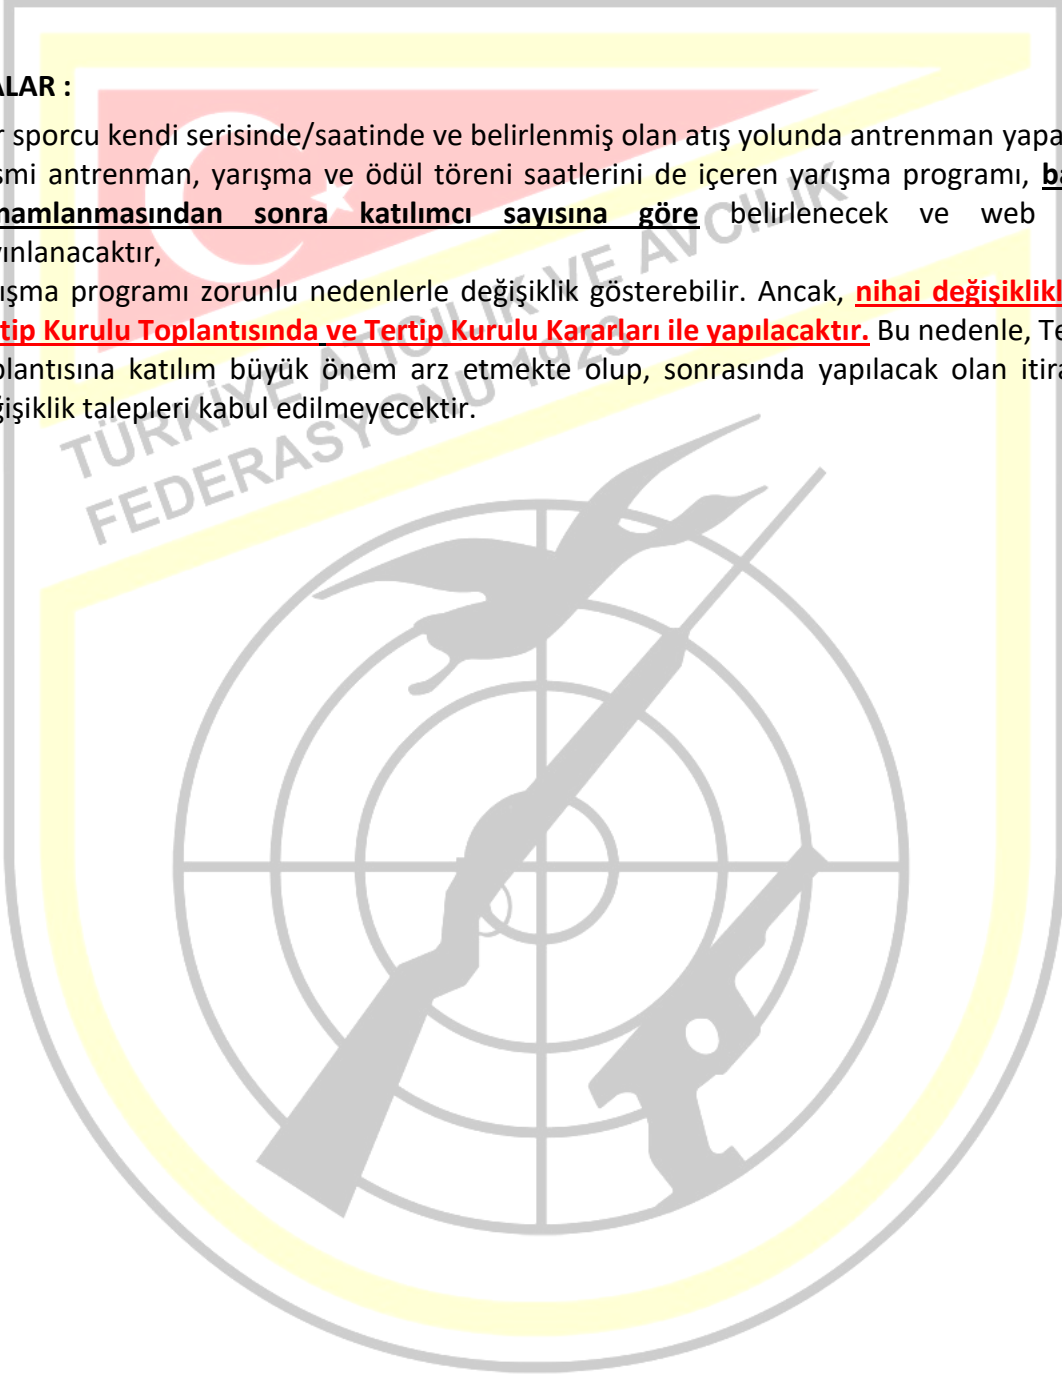 ALAR :
r sporcu kendi serisinde/saatinde ve belirlenmiş olan atış yolunda antrenman yapa
smi antrenman, yarışma ve ödül töreni saatlerini de içeren yarışma programı, ba
mamlanmasından sonra katılımcı sayısına göre belirlenecek ve web
yınlanacaktır,
ışma programı zorunlu nedenlerle değişiklik gösterebilir. Ancak, nihai değişiklikl
tip Kurulu Toplantısında ve Tertip Kurulu Kararları ile yapılacaktır. Bu nedenle, Te
plantısına katılım büyük önem arz etmekte olup, sonrasında yapılacak olan itira
ğişiklik talepleri kabul edilmeyecektir.
TÜRKİYE ATICILIK VE AVCILIK
FEDERASYONU 1923